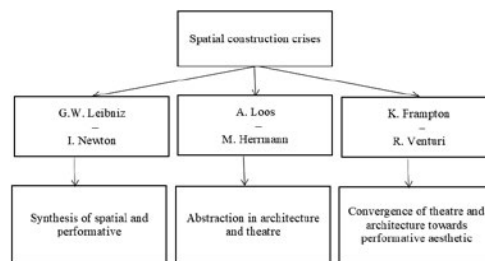 Spatial construction crises
G.W. Leibniz
–
I. Newton
A. Loos
–
M. Herrmann
K. Frampton
–
R. Venturi
Synthesis of spatial and
performative
Abstraction in architecture
and theatre
Convergence of theatre and
architecture towards
performative aesthetic